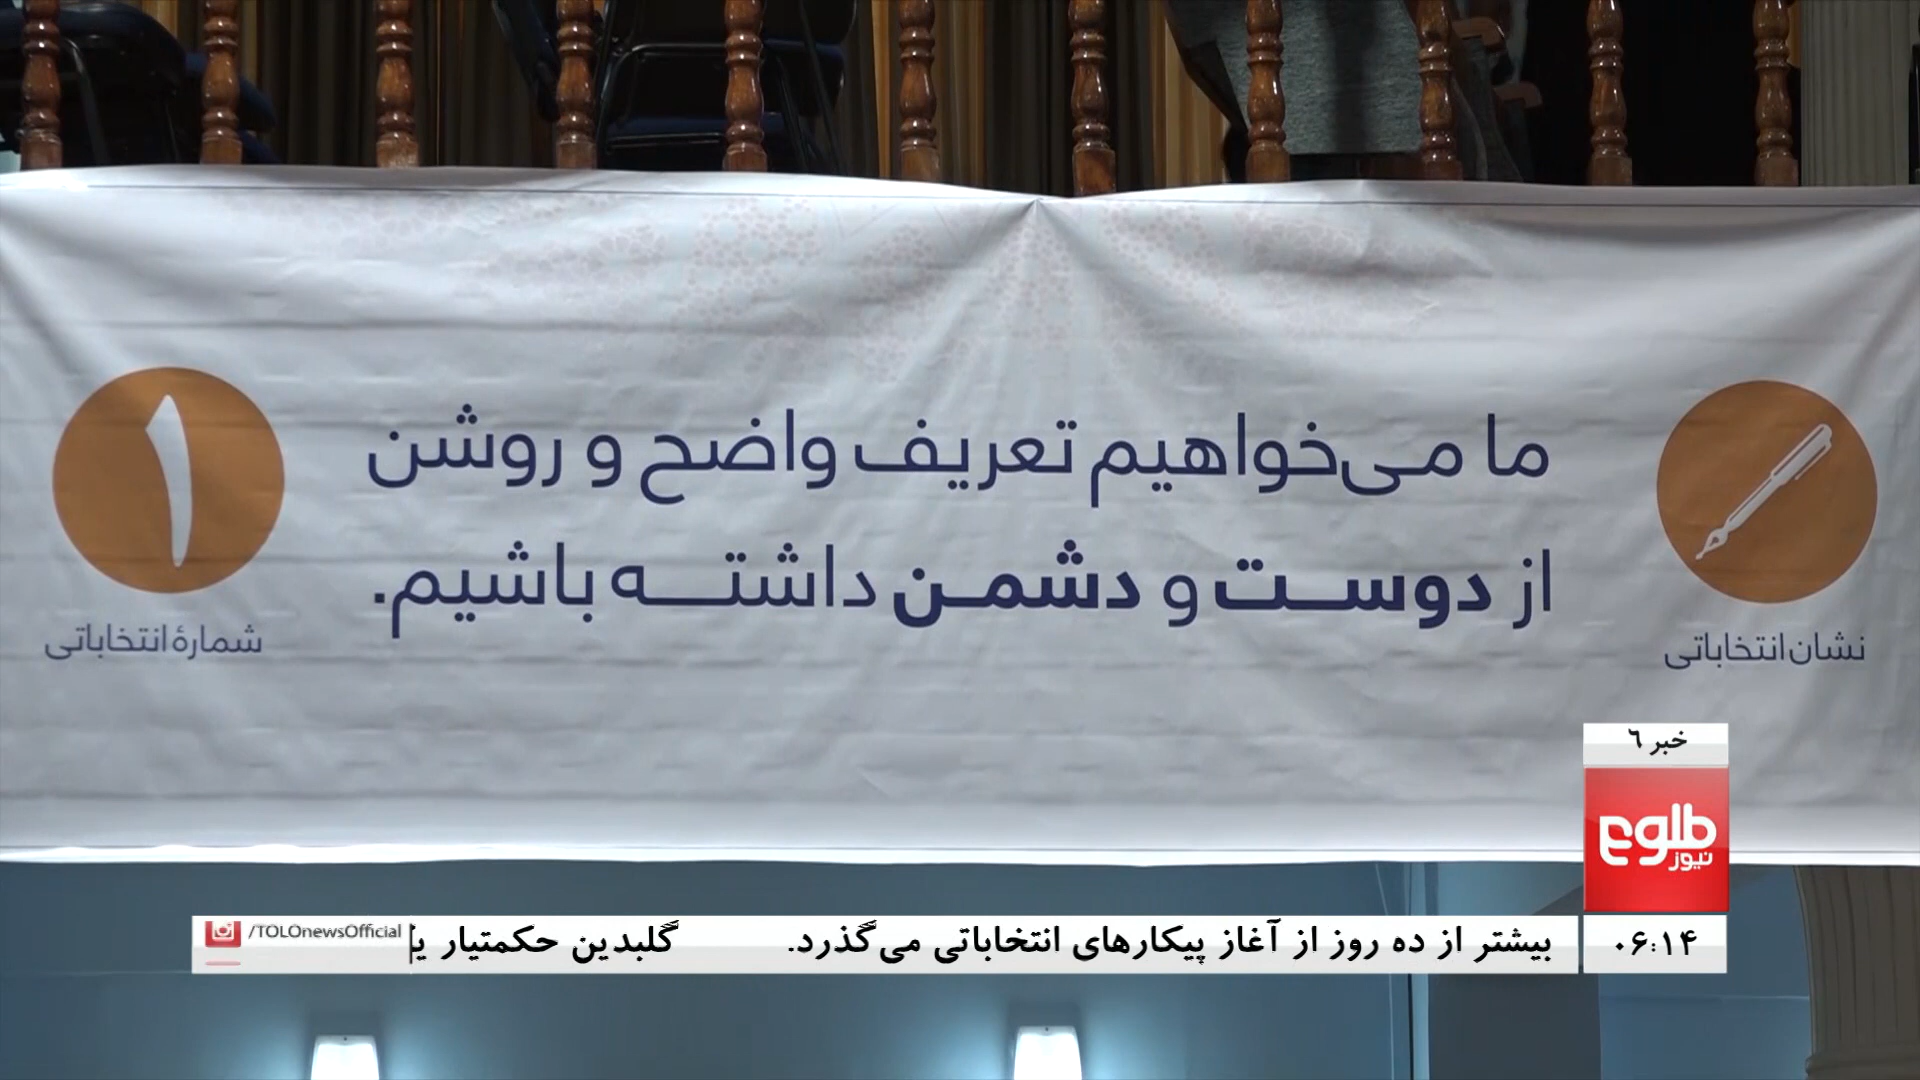 ما می‌خواهیم تعریف واضح و روشن
از دوست و دشمن داشته باشیم.
نشان انتخاباتی
۱
شمارهٔ انتخاباتی
خبر ٦
طلوع
نیوز
۰۶:۱۴
بیشتر از ده روز از آغاز پیکارهای انتخاباتی می‌گذرد. گلبدین حکمتیار
/TOLOnewsOfficial